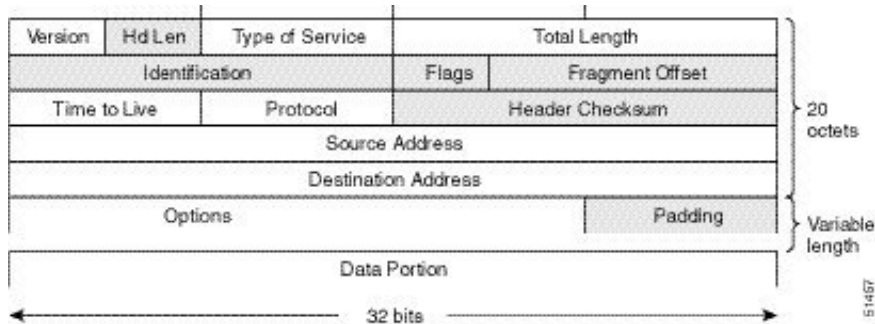 Version Hd Len Type of Service Total Length
Identification Flags Fragment Offset
Time to Live Protocol Header Checksum
20
octets
Source Address
Destination Address
Options Padding
Variable
length
Data Portion
32 bits
51457